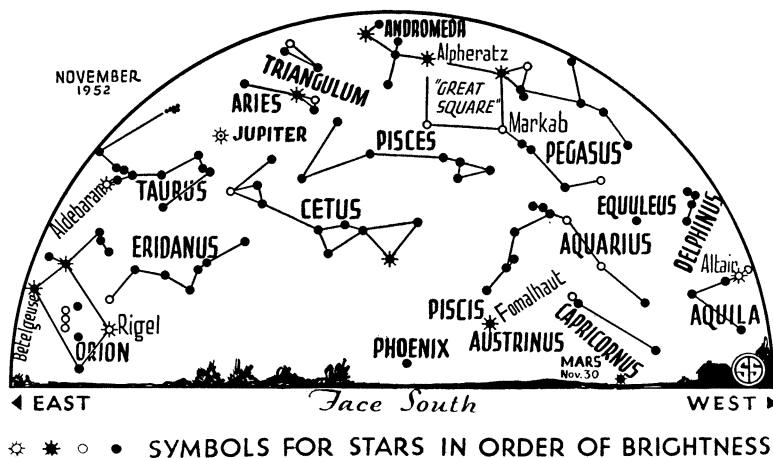 ANDROMEDA
Alpheratz
TRIANGULUM
NOVEMBER
1952
ARIES
"GREAT
SQUARE"
JUPITER
Markab
PISCES
PEGASUS
TAURUS
Aldebaran
CETUS
EQUULEUS
DELPHINUS
ERIDANUS
AQUARIUS
Altair
Betelgeuse
Rigel
ORION
PISCIS
AUSTRINUS
Fomalhaut
CAPRICORNUS
AQUILA
PHOENIX
MARS
Nov. 30
SS
EAST
Face South
WEST
SYMBOLS FOR STARS IN ORDER OF BRIGHTNESS